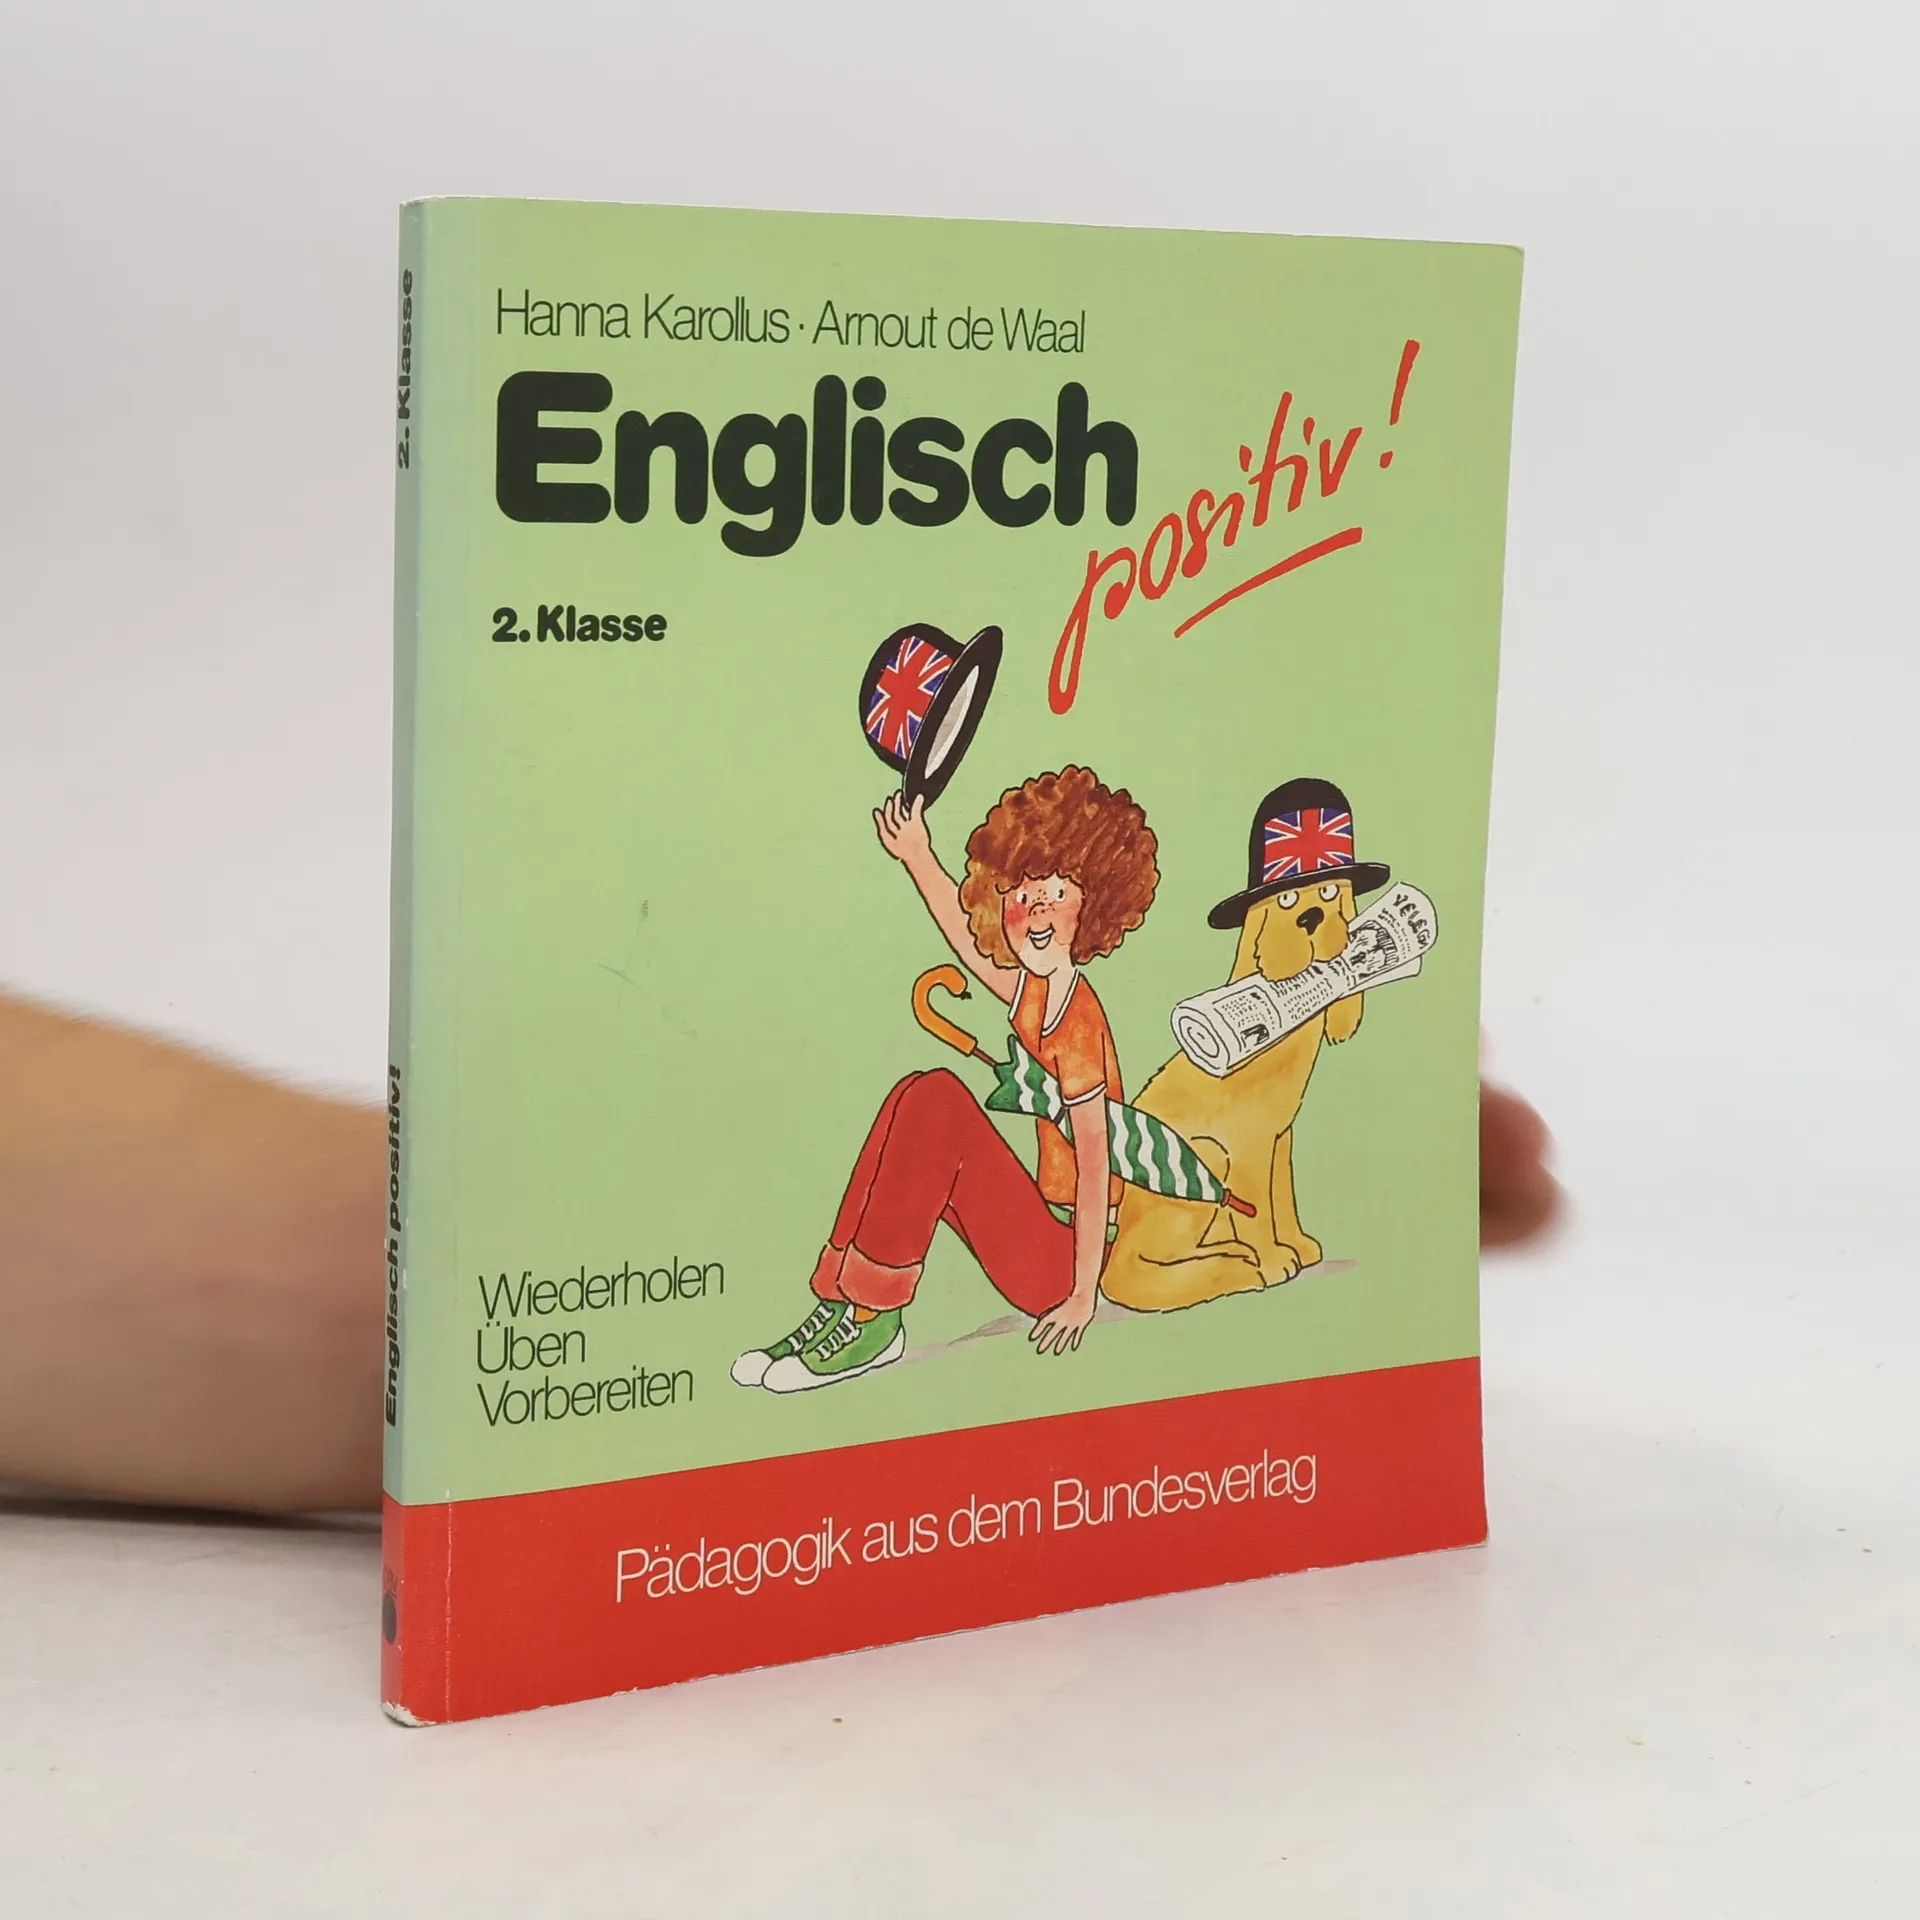 Hanna Karollus · Arnout de Waal
Englisch
positiv!
2. Klasse
Wiederholen
Üben
Vorbereiten
Pädagogik aus dem Bundesverlag
Englisch positiv!
2. Klasse